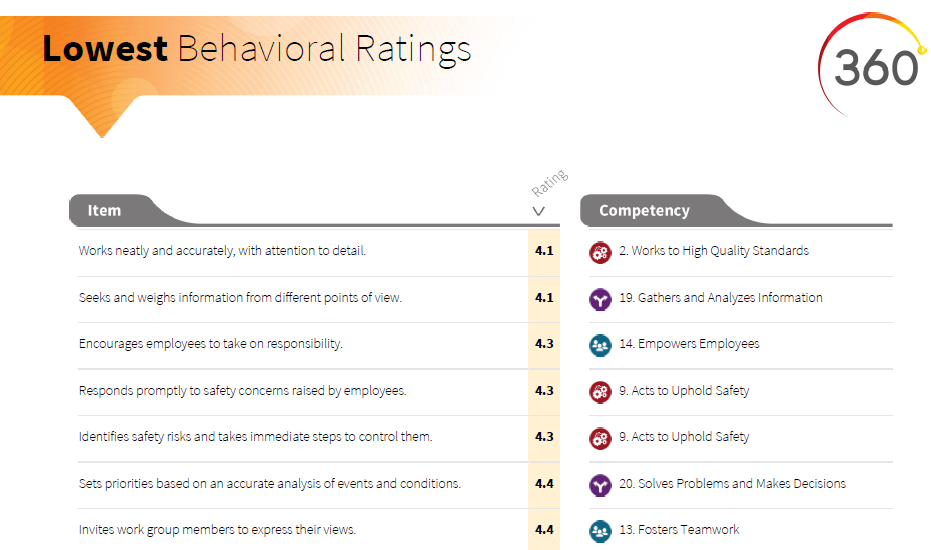 Lowest Behavioral Ratings
360
Rating
Item
Competency
Works neatly and accurately, with attention to detail. 4.1 2. Works to High Quality Standards
Seeks and weighs information from different points of view. 4.1 19. Gathers and Analyzes Information
Encourages employees to take on responsibility. 4.3 14. Empowers Employees
Responds promptly to safety concerns raised by employees. 4.3 9. Acts to Uphold Safety
Identifies safety risks and takes immediate steps to control them. 4.3 9. Acts to Uphold Safety
Sets priorities based on an accurate analysis of events and conditions. 4.4 20. Solves Problems and Makes Decisions
Invites work group members to express their views. 4.4 13. Fosters Teamwork